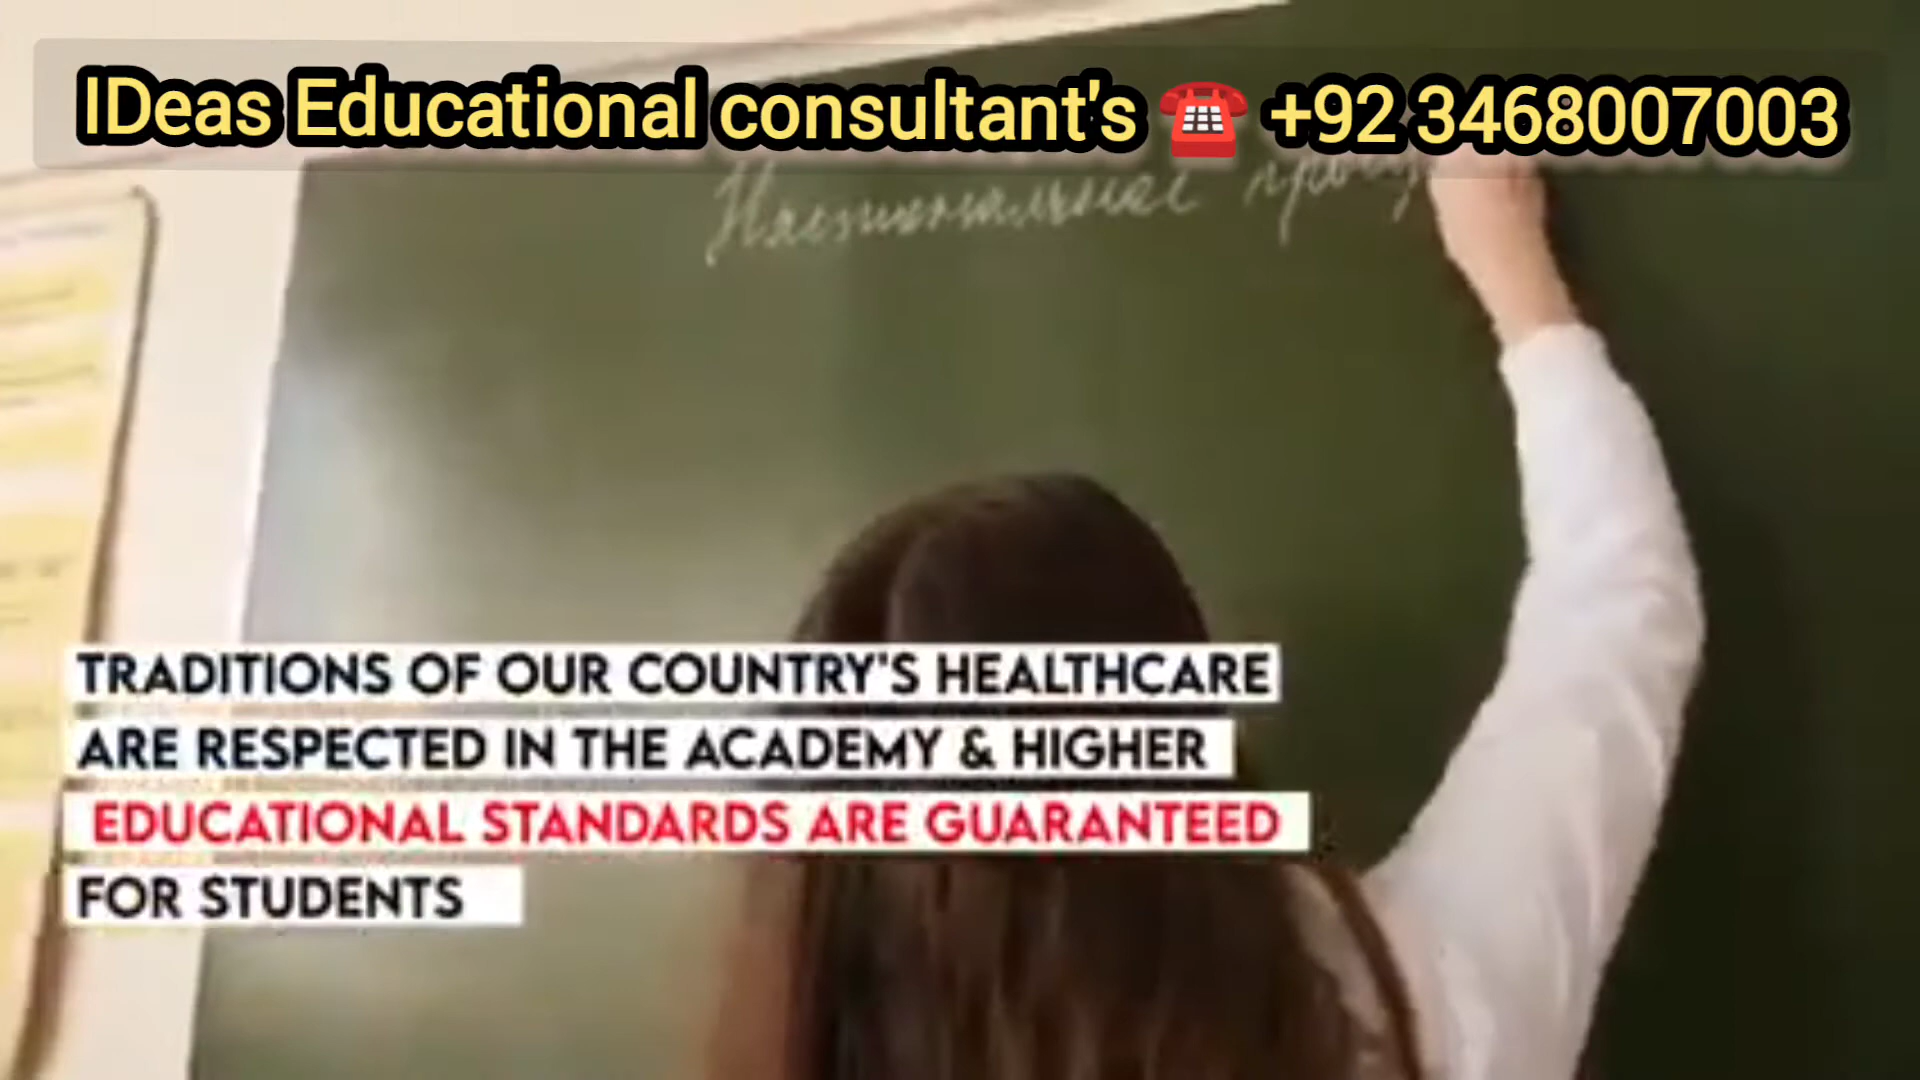 IDeas Educational consultant's ☎️ +92 3468007003
TRADITIONS OF OUR COUNTRY'S HEALTHCARE
ARE RESPECTED IN THE ACADEMY & HIGHER
EDUCATIONAL STANDARDS ARE GUARANTEED
FOR STUDENTS